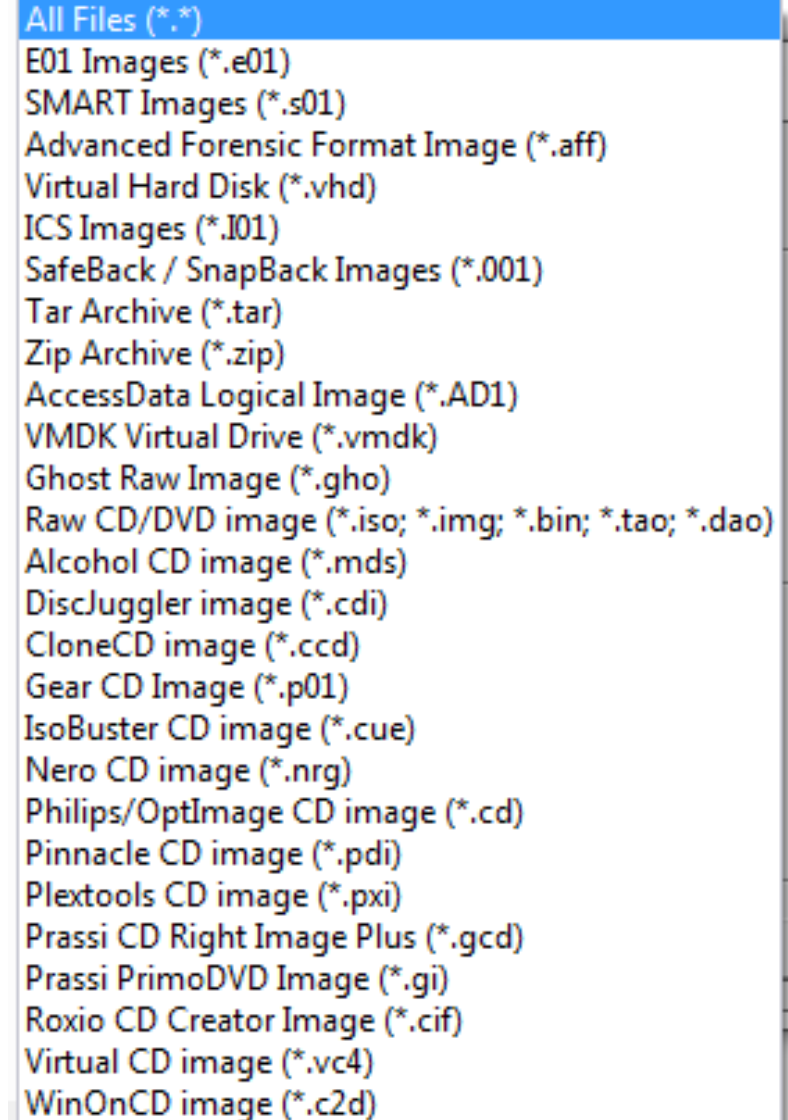 All Files (*.*)
E01 Images (*.e01)
SMART Images (*.s01)
Advanced Forensic Format Image (*.aff)
Virtual Hard Disk (*.vhd)
ICS Images (*.I01)
SafeBack / SnapBack Images (*.001)
Tar Archive (*.tar)
Zip Archive (*.zip)
AccessData Logical Image (*.AD1)
VMDK Virtual Drive (*.vmdk)
Ghost Raw Image (*.gho)
Raw CD/DVD image (*.iso; *.img; *.bin; *.tao; *.dao)
Alcohol CD image (*.mds)
DiscJuggler image (*.cdi)
CloneCD image (*.ccd)
Gear CD Image (*.p01)
IsoBuster CD image (*.cue)
Nero CD image (*.nrg)
Philips/OptImage CD image (*.cd)
Pinnacle CD image (*.pdi)
Plextools CD image (*.pxi)
Prassi CD Right Image Plus (*.gcd)
Prassi PrimoDVD Image (*.gi)
Roxio CD Creator Image (*.cif)
Virtual CD image (*.vc4)
WinOnCD image (*.c2d)